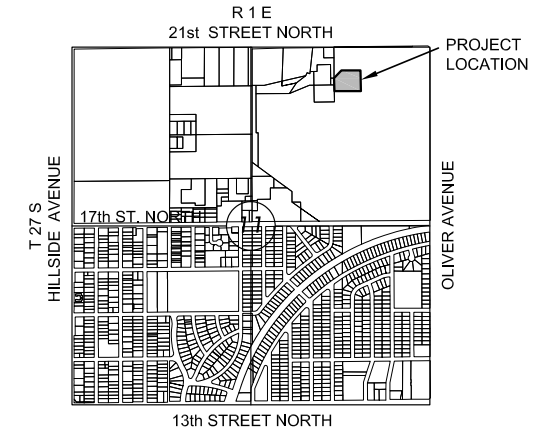 R 1 E
21st STREET NORTH
PROJECT
LOCATION
T 27 S
HILLSIDE AVENUE
17th ST. NORTH
OLIVER AVENUE
13th STREET NORTH